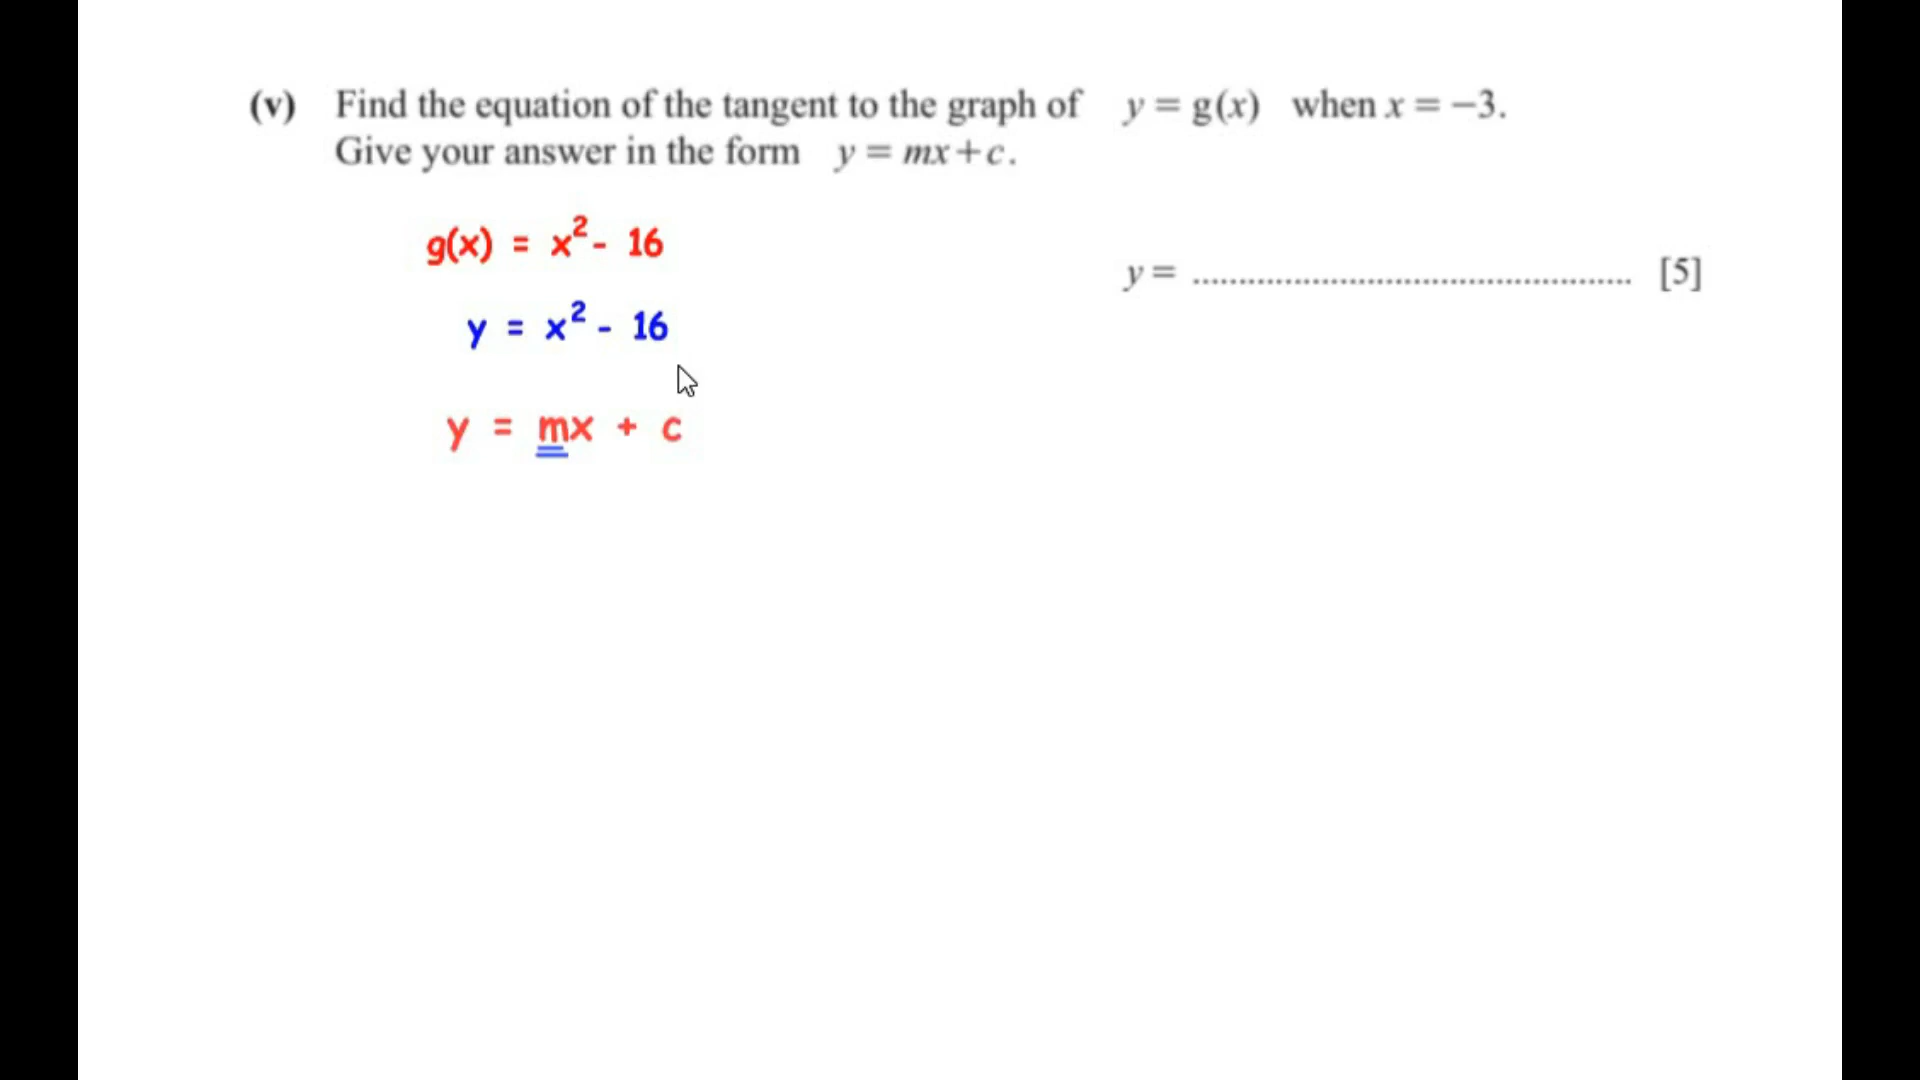 (v) Find the equation of the tangent to the graph of y = g(x) when x = −3.
Give your answer in the form y = mx + c.
g(x) = x² - 16
y = .............................................. [5]
y = x² - 16
y = mx + c